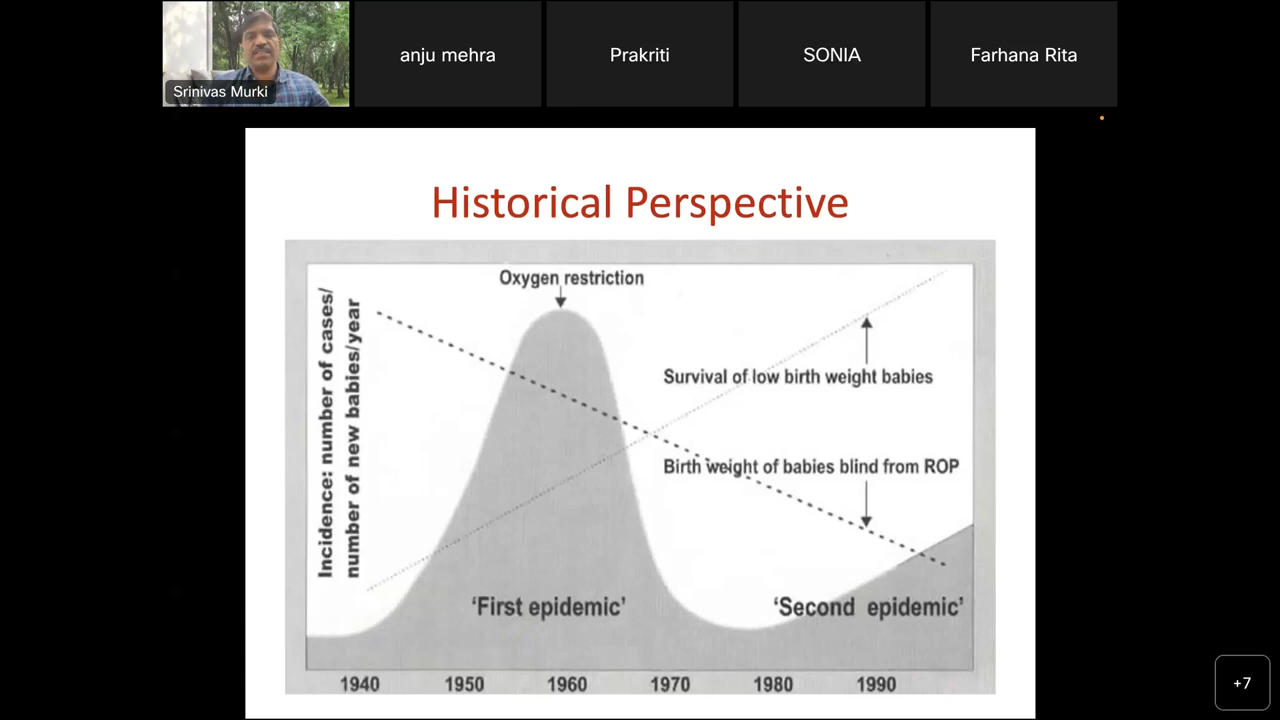 anju mehra
Prakriti
SONIA
Farhana Rita
Srinivas Murki
Historical Perspective
Oxygen restriction
Incidence: number of cases/
number of new babies/year
Survival of low birth weight babies
Birth weight of babies blind from ROP
‘First epidemic’
‘Second epidemic’
1940 1950 1960 1970 1980 1990
+7